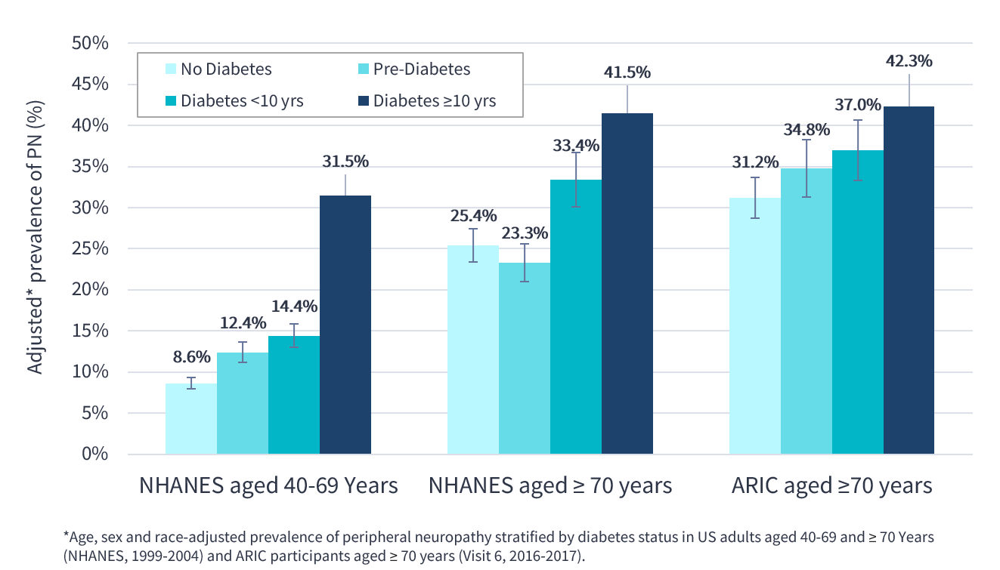 50%
45%
40%
35%
30%
25%
20%
15%
10%
5%
0%
Adjusted* prevalence of PN (%)
No Diabetes
Pre-Diabetes
Diabetes <10 yrs
Diabetes ≥10 yrs
8.6%
12.4%
14.4%
31.5%
25.4%
23.3%
33.4%
41.5%
31.2%
34.8%
37.0%
42.3%
NHANES aged 40-69 Years
NHANES aged ≥ 70 years
ARIC aged ≥70 years
*Age, sex and race-adjusted prevalence of peripheral neuropathy stratified by diabetes status in US adults aged 40-69 and ≥ 70 Years
(NHANES, 1999-2004) and ARIC participants aged ≥ 70 years (Visit 6, 2016-2017).